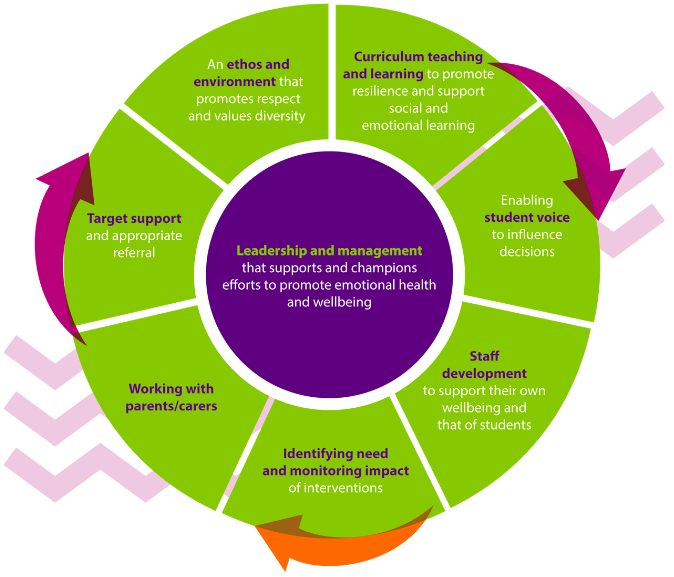 An ethos and
environment that
promotes respect
and values diversity
Curriculum teaching
and learning to promote
resilience and support
social and
emotional learning
Enabling
student voice
to influence
decisions
Staff
development
to support their own
wellbeing and
that of students
Identifying need
and monitoring impact
of interventions
Working with
parents/carers
Target support
and appropriate
referral
Leadership and management
that supports and champions
efforts to promote emotional health
and wellbeing